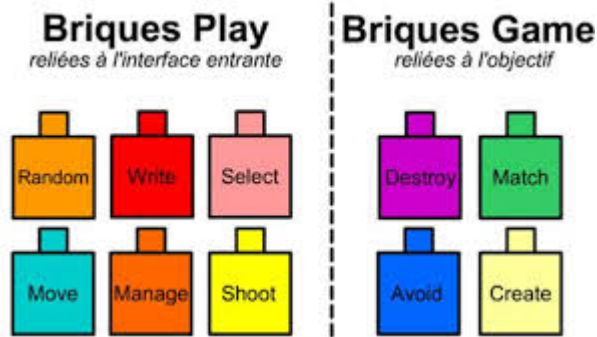 Briques Play
reliées à l'interface entrante
Random Write Select
Move Manage Shoot
Briques Game
reliées à l'objectif
Destroy Match
Avoid Create